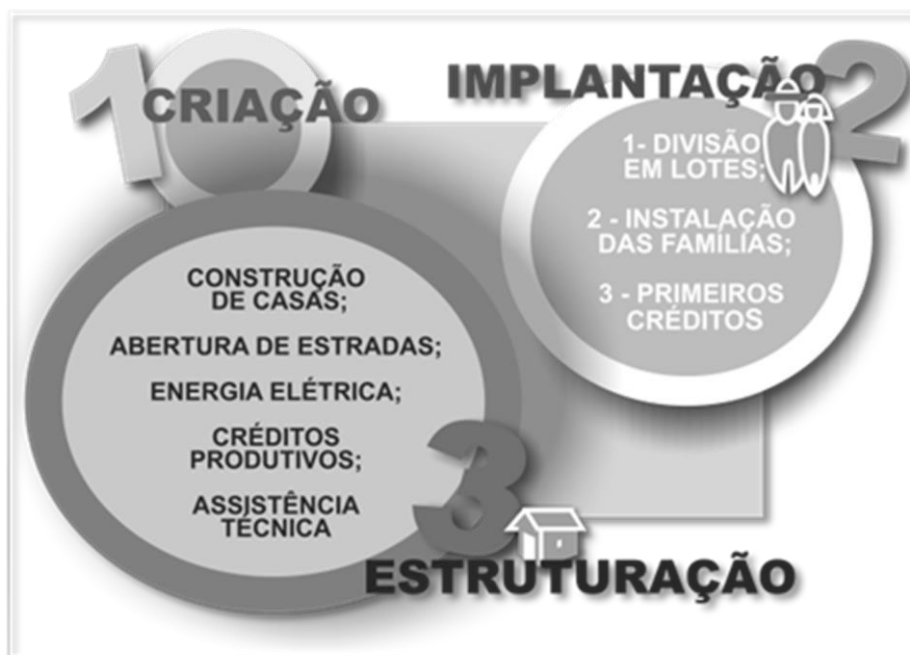 1
CRIAÇÃO
IMPLANTAÇÃO
2
1- DIVISÃO
EM LOTES;
2 - INSTALAÇÃO
DAS FAMÍLIAS;
3 - PRIMEIROS
CRÉDITOS
CONSTRUÇÃO
DE CASAS;
ABERTURA DE ESTRADAS;
ENERGIA ELÉTRICA;
CRÉDITOS
PRODUTIVOS;
ASSISTÊNCIA
TÉCNICA
3
ESTRUTURAÇÃO